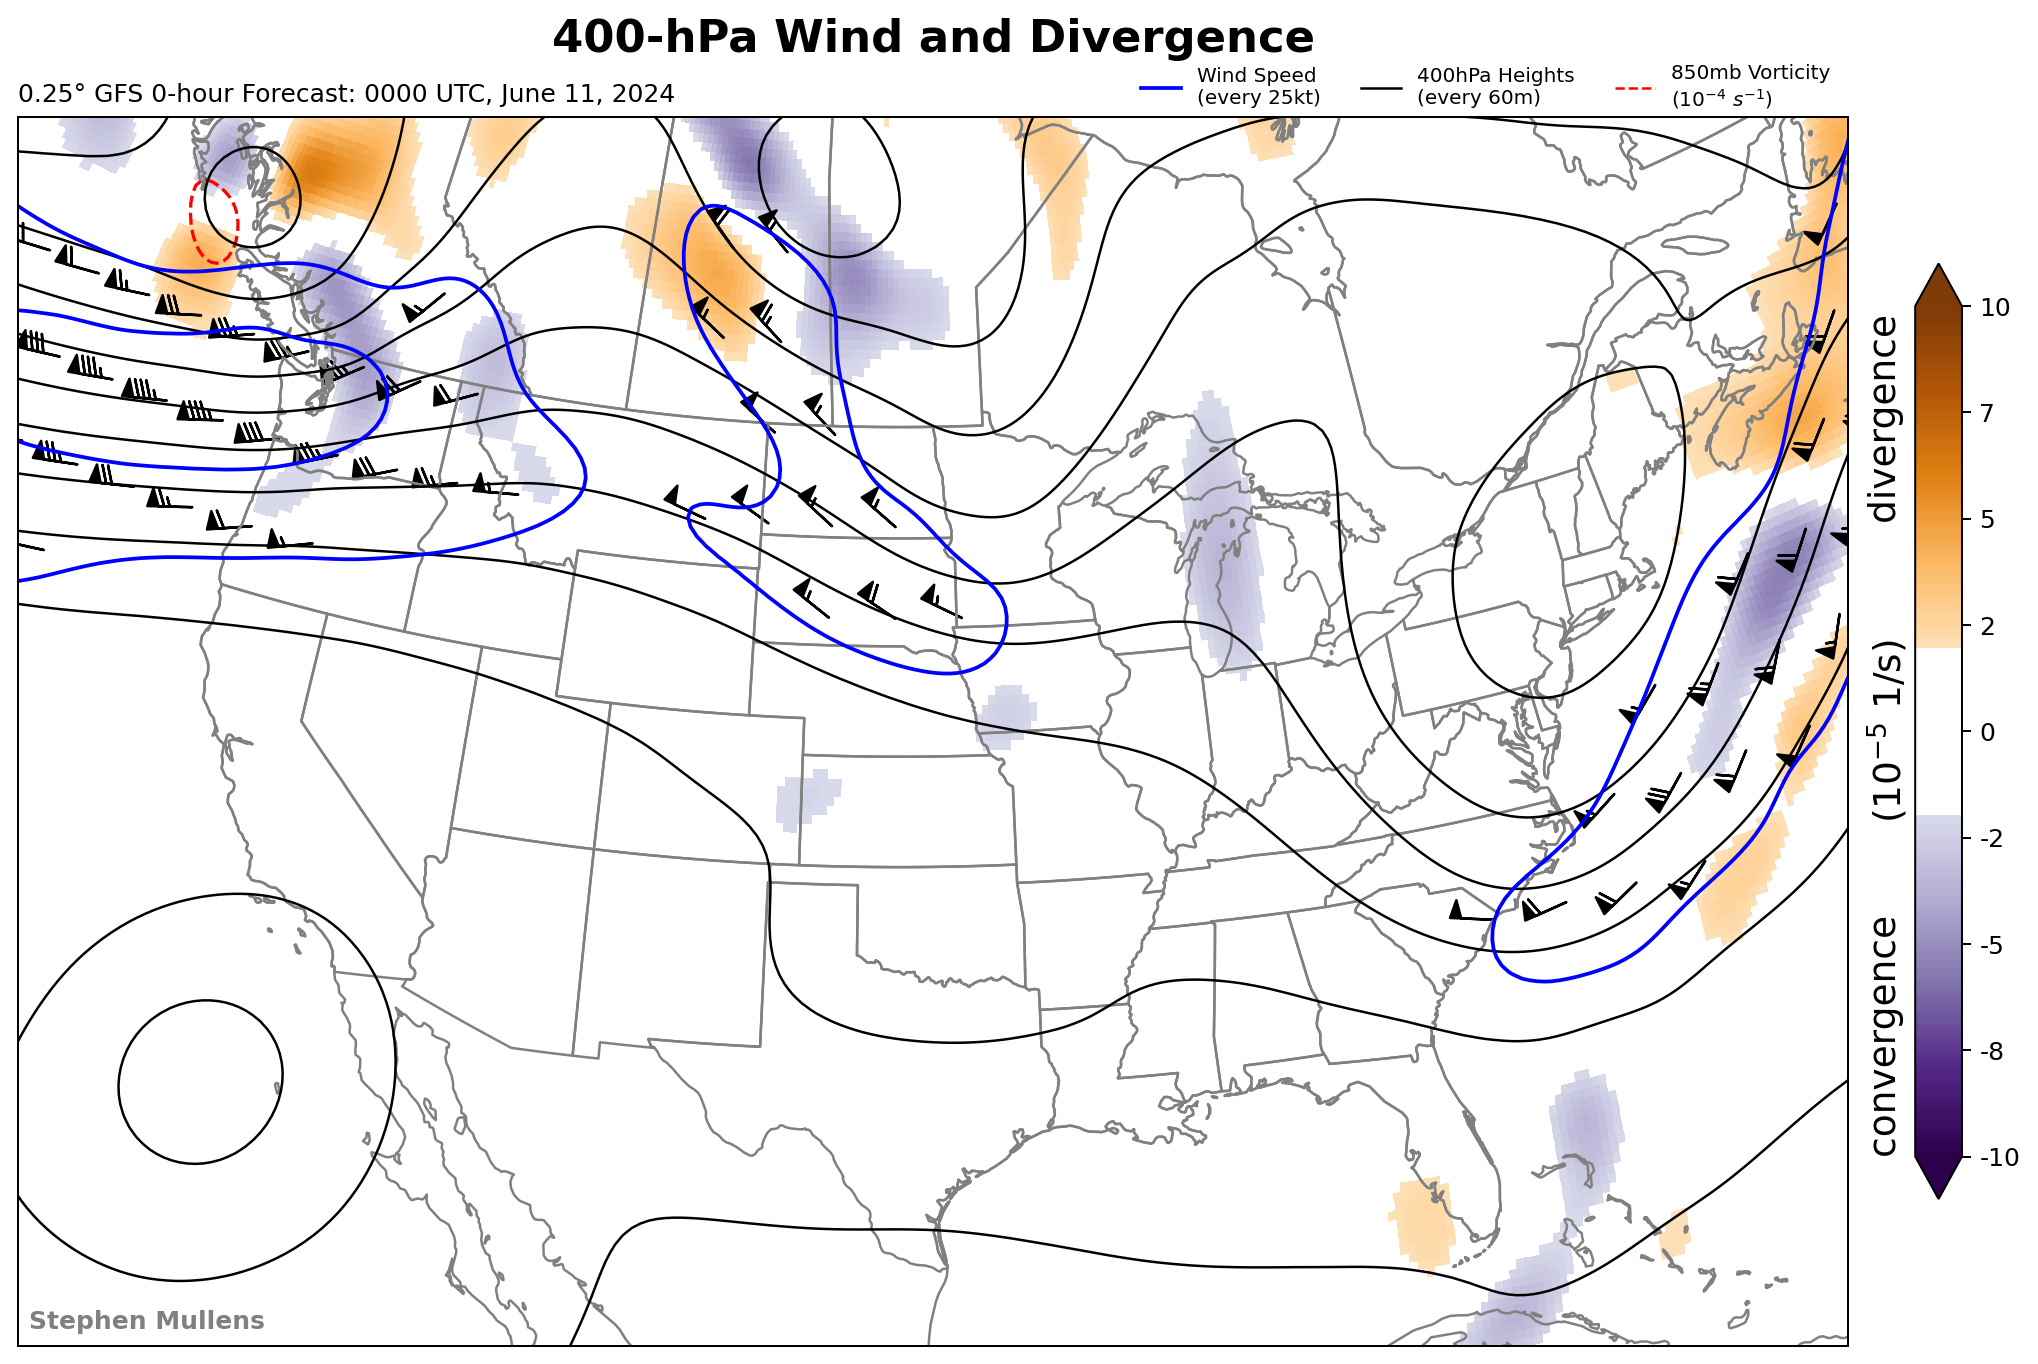 400-hPa Wind and Divergence
0.25° GFS 0-hour Forecast: 0000 UTC, June 11, 2024
Wind Speed
(every 25kt)
400hPa Heights
(every 60m)
850mb Vorticity
(10⁻⁴ s⁻¹)
10
7
5
2
0
-2
-5
-8
-10
convergence (10⁻⁵ 1/s) divergence
Stephen Mullens